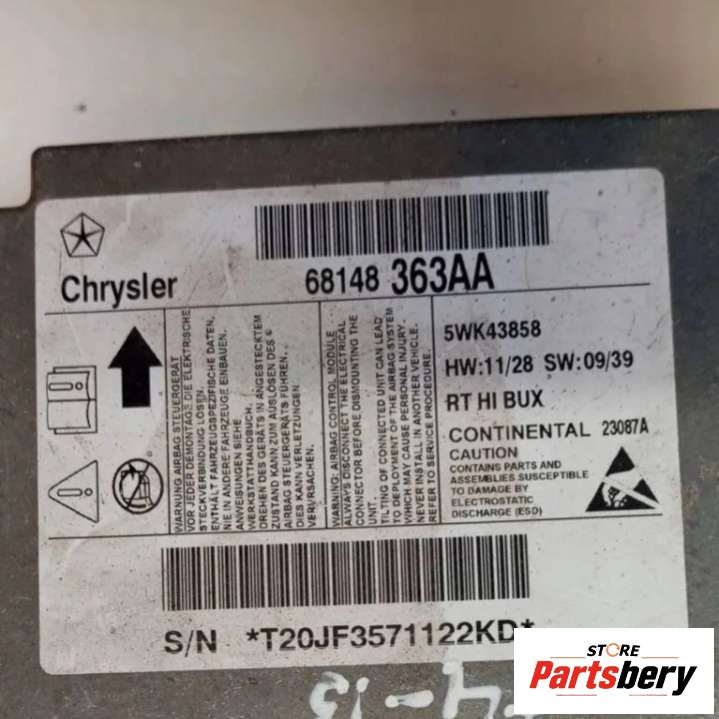 Chrysler
68148 363AA
WARNUNG AIRBAG STEUERGERÄT
VOR JEDER DEMONTAGE DIE ELEKTRISCHE
STECKVERBINDUNG LÖSEN.
ENTHÄLT FAHRZEUGSPEZIFISCHE DATEN.
NIE IN ANDERE FAHRZEUGE EINBAUEN.
ANWEISUNGEN SIEHE
WERKSTATTHANDBUCH.
DREHEN DES GERÄTS IN ANGESTECKTEM
ZUSTAND KANN ZUM AUSLÖSEN DES
AIRBAG STEUERGERÄTS FÜHREN.
DIES KANN VERLETZUNGEN
VERURSACHEN.
WARNING: AIRBAG CONTROL MODULE
ALWAYS DISCONNECT THE ELECTRICAL
CONNECTOR BEFORE DISMOUNTING THE
UNIT.
TILTING OF CONNECTED UNIT CAN LEAD
TO DEPLOYMENT OF THE AIRBAG SYSTEM
WHICH MAY CAUSE PERSONAL INJURY.
NEVER INSTALL IN ANOTHER VEHICLE.
REFER TO SERVICE PROCEDURE.
5WK43858
HW:11/28 SW:09/39
RT HI BUX
CONTINENTAL 23087A
CAUTION
CONTAINS PARTS AND
ASSEMBLIES SUSCEPTIBLE
TO DAMAGE BY
ELECTROSTATIC
DISCHARGE (ESD)
S/N *T20JF3571122KD*
4-13
STORE
Partsbery